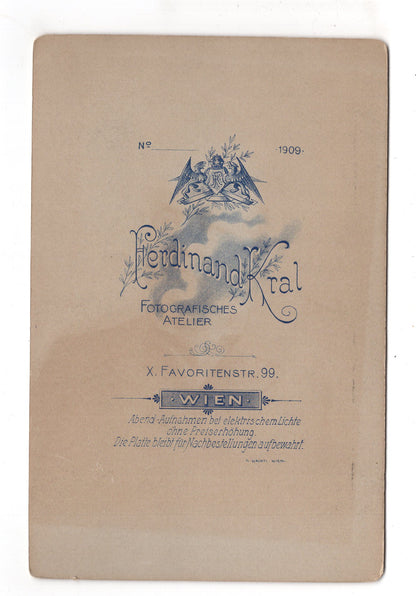 Nº 1909·
Ferdinand Kral
FOTOGRAFISCHES
ATELIER
X. FAVORITENSTR. 99.
·WIEN·
Abend-Aufnahmen bei elektrischem Lichte
ohne Preiserhöhung.
Die Platte bleibt für Nachbestellungen aufbewahrt.
WIEN.